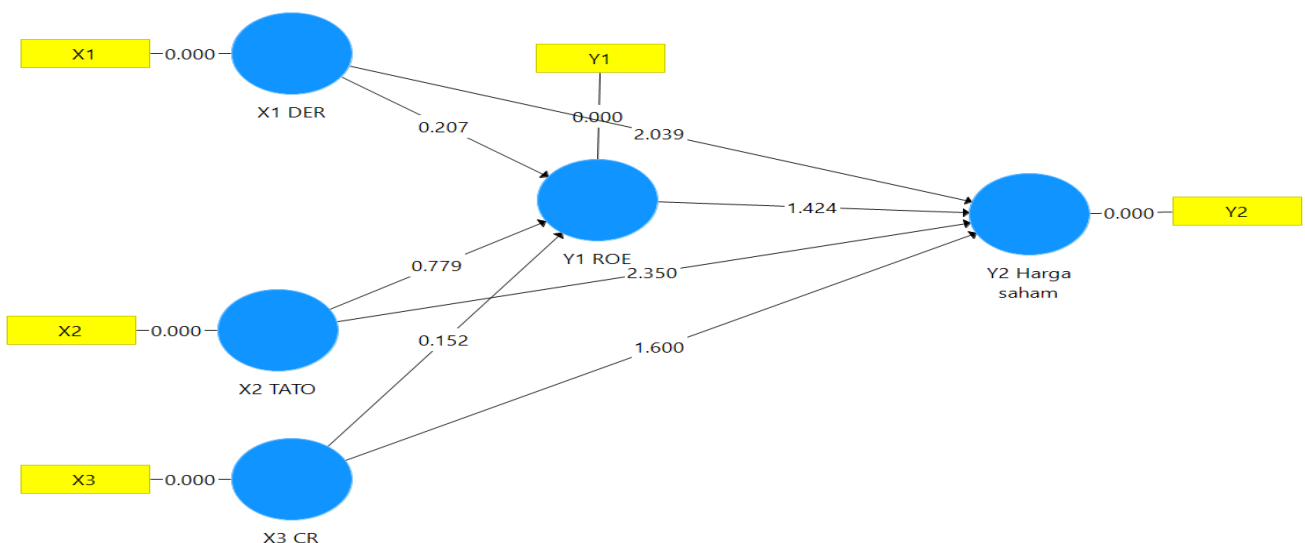 X1
0.000
X1 DER
Y1
0.000
0.207
2.039
Y1 ROE
1.424
0.000
Y2
Y2 Harga
saham
0.779
2.350
X2
0.000
X2 TATO
0.152
1.600
X3
0.000
X3 CR